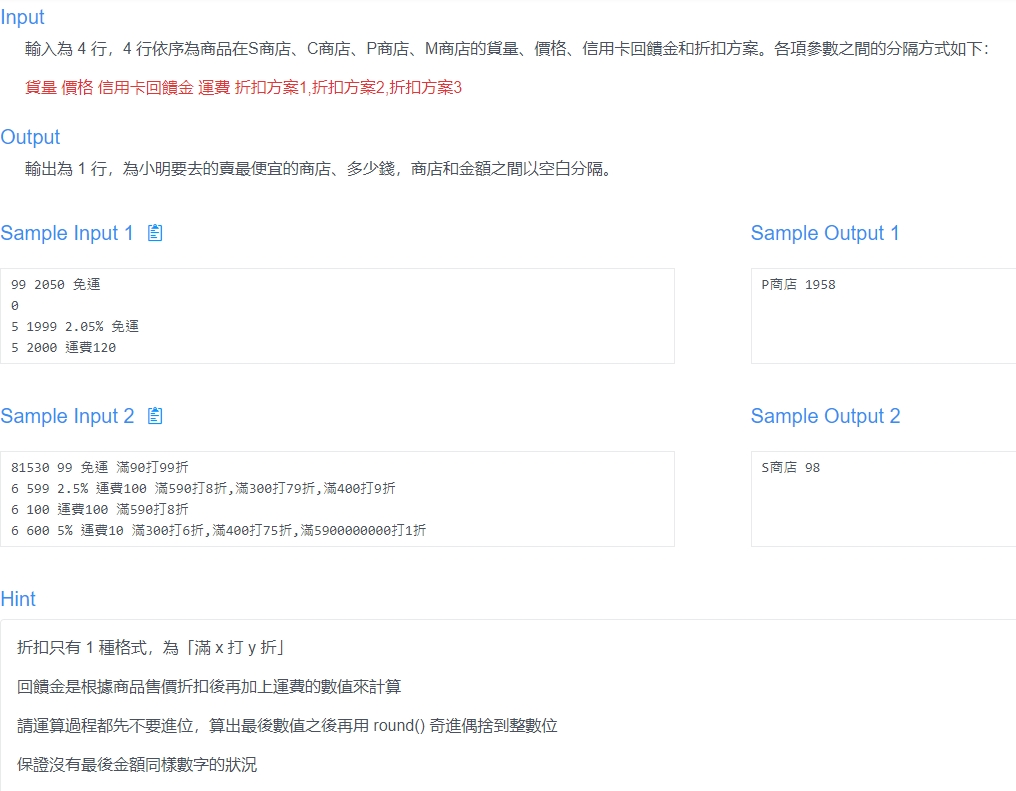 Input
輸入為 4 行，4 行依序為商品在S商店、C商店、P商店、M商店的貨量、價格、信用卡回饋金和折扣方案。各項參數之間的分隔方式如下：
貨量 價格 信用卡回饋金 運費 折扣方案1,折扣方案2,折扣方案3
Output
輸出為 1 行，為小明要去的賣最便宜的商店、多少錢，商店和金額之間以空白分隔。
Sample Input 1
Sample Output 1
99 2050 免運
0
5 1999 2.05% 免運
5 2000 運費120
P商店 1958
Sample Input 2
Sample Output 2
81530 99 免運 滿90打99折
6 599 2.5% 運費100 滿590打8折,滿300打79折,滿400打9折
6 100 運費100 滿590打8折
6 600 5% 運費10 滿300打6折,滿400打75折,滿5900000000打1折
S商店 98
Hint
折扣只有 1 種格式，為「滿 x 打 y 折」
回饋金是根據商品售價折扣後再加上運費的數值來計算
請運算過程都先不要進位，算出最後數值之後再用 round() 奇進偶捨到整數位
保證沒有最後金額同樣數字的狀況